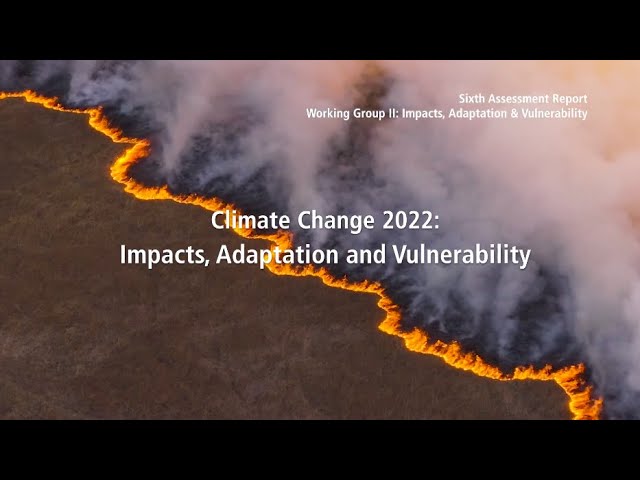 Sixth Assessment Report
Working Group II: Impacts, Adaptation & Vulnerability
Climate Change 2022:
Impacts, Adaptation and Vulnerability